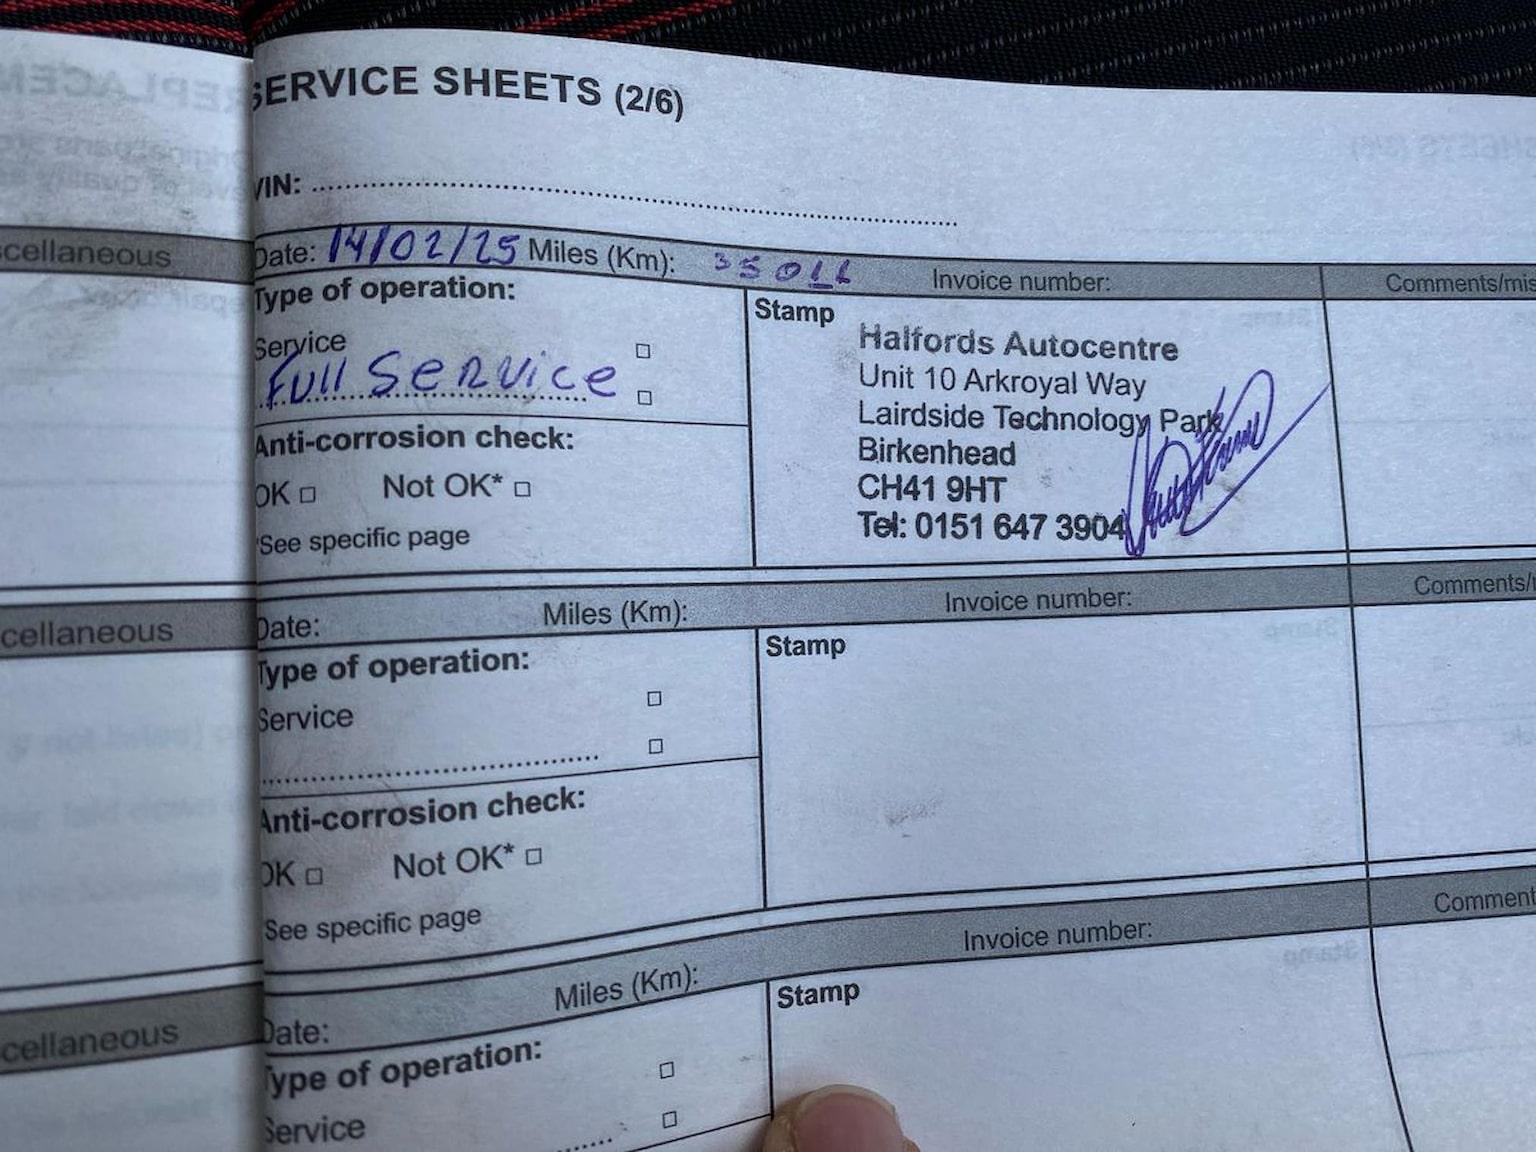 SERVICE SHEETS (2/6)
VIN:
Date: 14/02/25 Miles (Km): Invoice number: Comments/mis
Type of operation:
Service
Full Service
Anti-corrosion check:
OK Not OK*
*See specific page
Stamp
Halfords Autocentre
Unit 10 Arkroyal Way
Lairdside Technology Park
Birkenhead
CH41 9HT
Tel: 0151 647 3904
cellaneous
Date: Miles (Km): Invoice number: Comments/
Type of operation:
Service
Anti-corrosion check:
OK Not OK*
See specific page
Stamp
cellaneous
Date: Miles (Km): Invoice number: Comment
Type of operation:
Service
Stamp
cellaneous